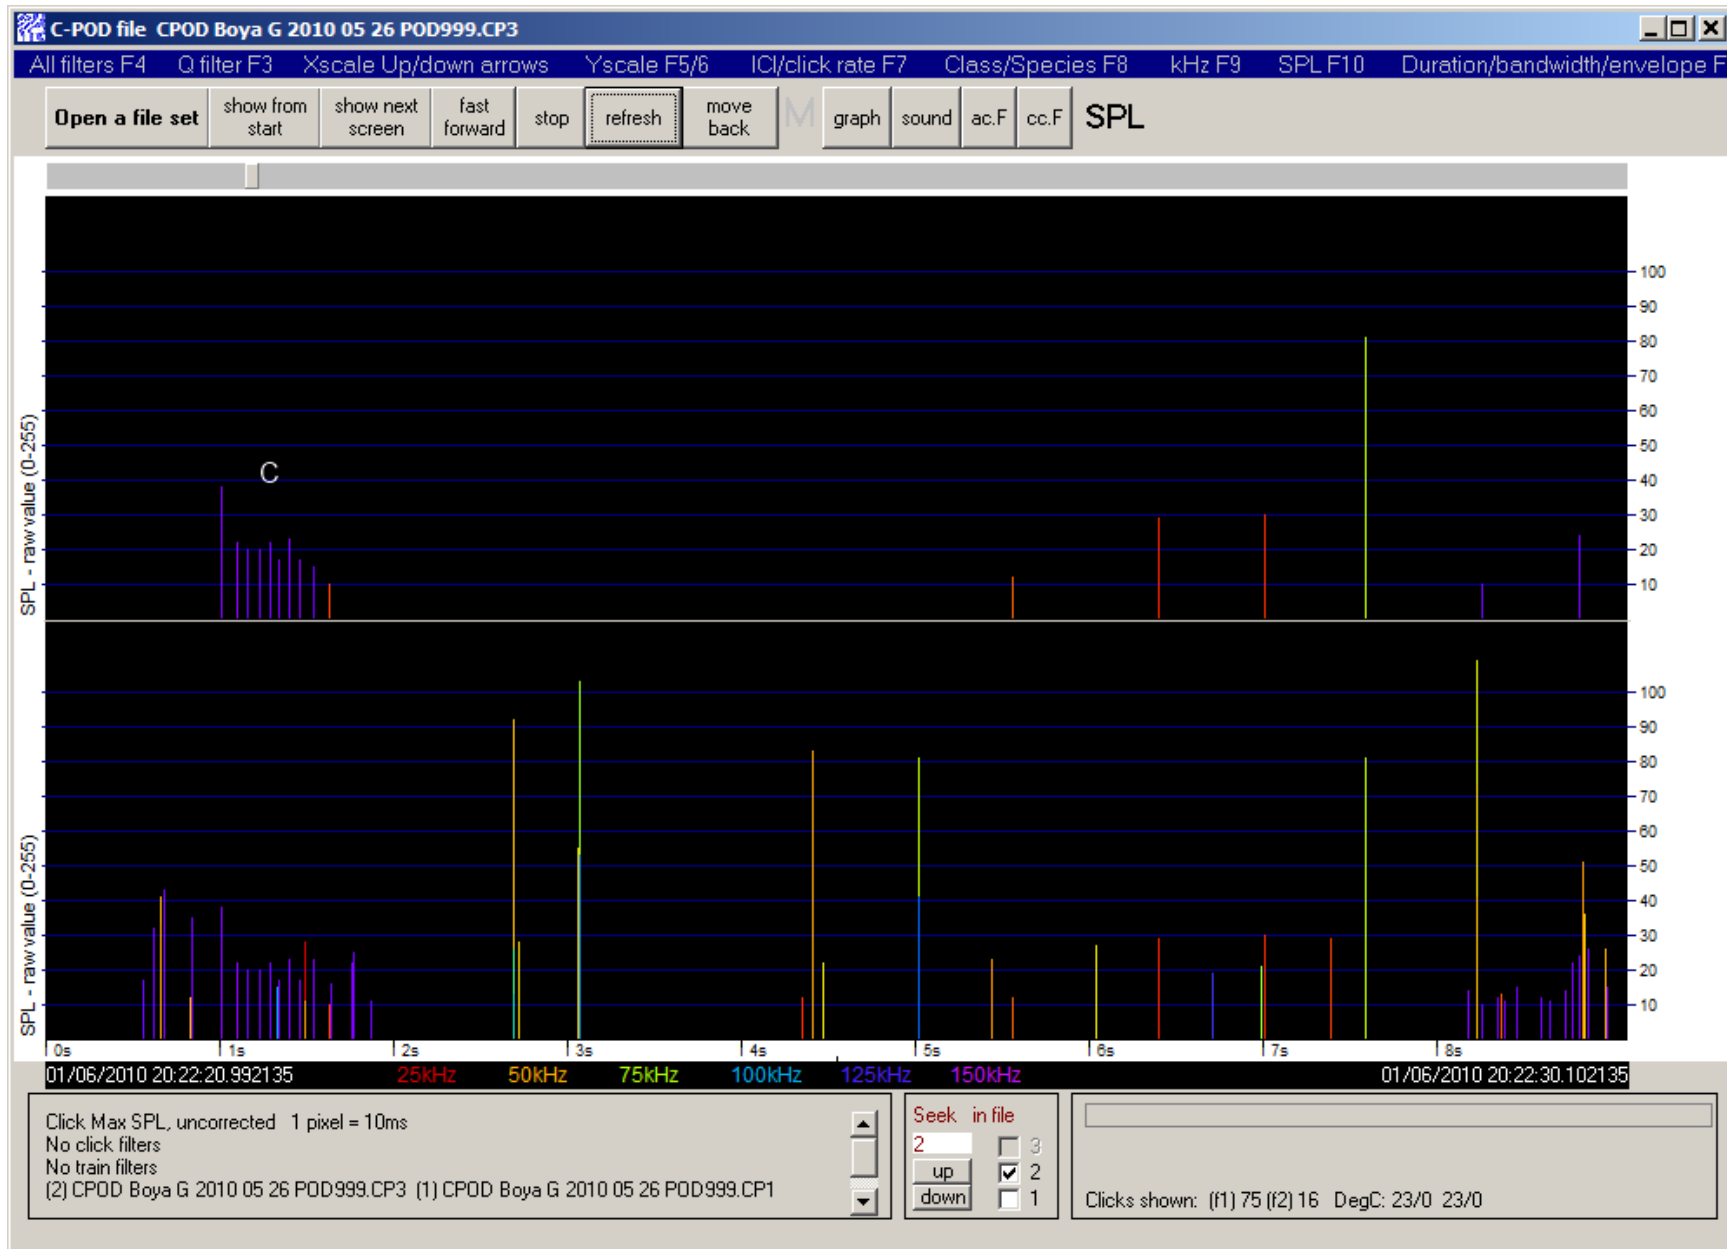 C-POD file CPOD Boya G 2010 05 26 POD999.CP3
All filters F4 Q filter F3 Xscale Up/down arrows Yscale F5/6 ICI/click rate F7 Class/Species F8 kHz F9 SPL F10 Duration/bandwidth/envelope F
Open a file set
show from
start
show next
screen
fast
forward
stop
refresh
move
back
M
graph
sound
ac.F
cc.F
SPL
100
90
80
70
60
50
40
30
20
10
SPL - raw value (0-255)
C
100
90
80
70
60
50
40
30
20
10
SPL - raw value (0-255)
0s 1s 2s 3s 4s 5s 6s 7s 8s
01/06/2010 20:22:20.992135 25kHz 50kHz 75kHz 100kHz 125kHz 150kHz 01/06/2010 20:22:30.102135
Click Max SPL, uncorrected 1 pixel = 10ms
No click filters
No train filters
(2) CPOD Boya G 2010 05 26 POD999.CP3 (1) CPOD Boya G 2010 05 26 POD999.CP1
Seek in file
2
up
down
3
2
1
Clicks shown: (f1) 75 (f2) 16 DegC: 23/0 23/0